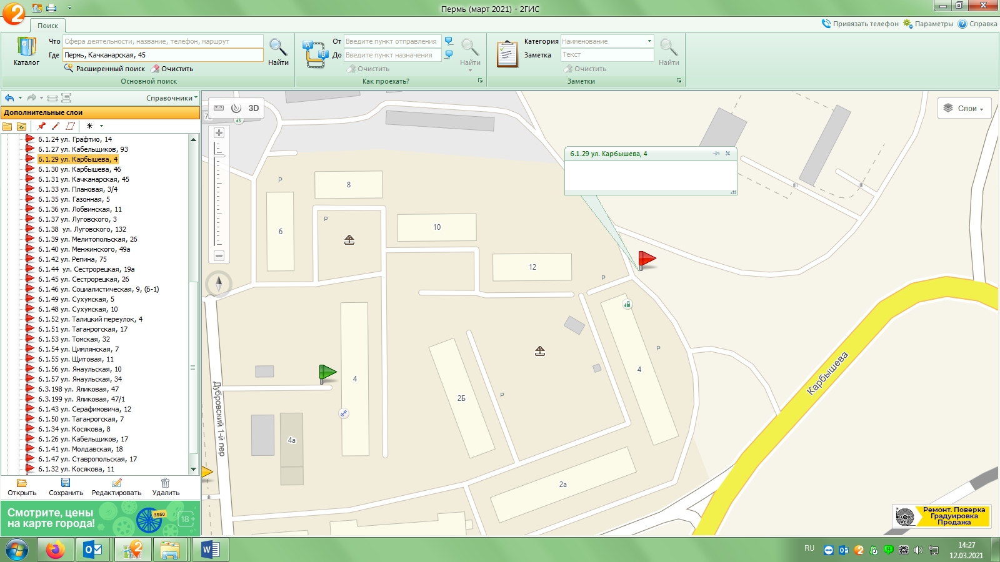 Пермь (март 2021) - 2ГИС
Поиск
Привязать телефон
Параметры
Справка
Каталог
Что
Сфера деятельности, название, телефон, маршрут
Где
Пермь, Качканарская, 45
Расширенный поиск
Очистить
Найти
Основной поиск
От
Введите пункт отправления
До
Введите пункт назначения
Очистить
Найти
Как проехать?
Категория
Наименование
Заметка
Текст
Очистить
Найти
Заметки
Справочники
Дополнительные слои
6.1.24 ул. Графтио, 14
6.1.27 ул. Кабельщиков, 93
6.1.29 ул. Карбышева, 4
6.1.30 ул. Карбышева, 46
6.1.31 ул. Качканарская, 45
6.1.33 ул. Плановая, 3/4
6.1.35 ул. Газонная, 5
6.1.36 ул. Лобвинская, 11
6.1.37 ул. Луговского, 3
6.1.38  ул. Луговского, 132
6.1.39 ул. Мелитопольская, 26
6.1.40 ул. Менжинского, 49а
6.1.42 ул. Репина, 75
6.1.44  ул. Сестрорецкая, 19а
6.1.45 ул. Сестрорецкая, 26
6.1.46 ул. Социалистическая, 9, (Б-1)
6.1.49 ул. Сухумская, 5
6.1.48 ул. Сухумская, 10
6.1.52 ул. Талицкий переулок, 4
6.1.51 ул. Таганрогская, 17
6.1.53 ул. Томская, 32
6.1.54 ул. Цимлянская, 7
6.1.55 ул. Щитовая, 11
6.1.56 ул. Янаульская, 10
6.1.57 ул. Янаульская, 34
6.3.198 ул. Яликовая, 47
6.3.199 ул. Яликовая, 47/1
6.1.43 ул. Серафимовича, 12
6.1.50 ул. Таганрогская, 7
6.1.34 ул. Косякова, 8
6.1.26 ул. Кабельщиков, 17
6.1.41 ул. Молдавская, 18
6.1.47 ул. Ставропольская, 17
6.1.32 ул. Косякова, 11
Открыть
Сохранить
Редактировать
Удалить
Смотрите, цены
на карте города!
3550
18+
3D
Слои
6.1.29 ул. Карбышева, 4
P
8
6
P
10
12
P
4
4
P
2Б
P
4а
2а
Дубровский 1-й пер
Карбышева
Ремонт. Поверка
Градуировка
Продажа
RU
14:27
12.03.2021